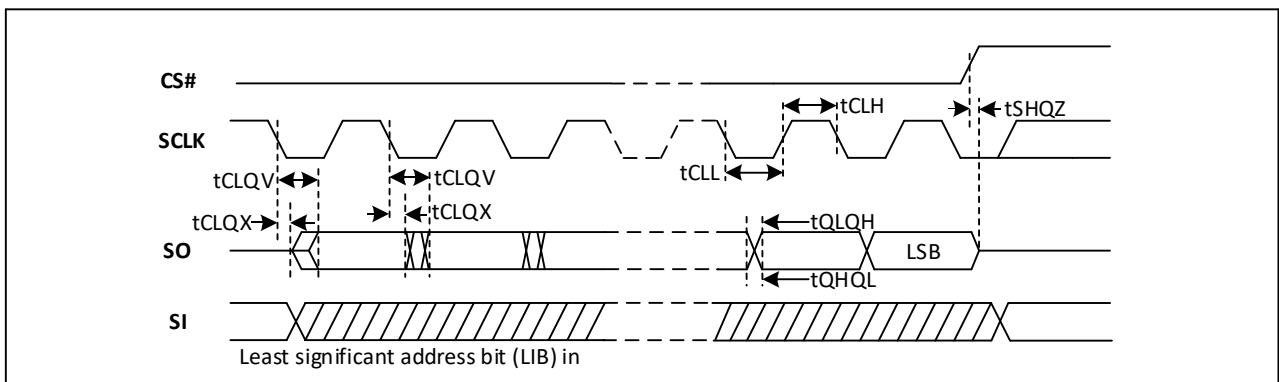 CS#
tSHQZ
tCLH
SCLK
tCLL
tCLQV
tCLQV
tCLQX
tCLQX
tQLQH
SO
LSB
tQHQL
SI
Least significant address bit (LIB) in